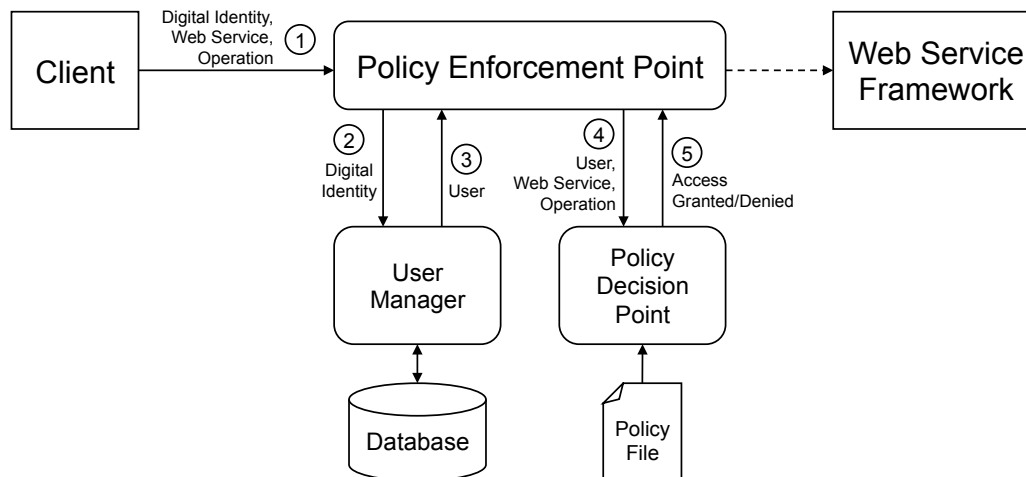 Digital Identity,
Web Service,
Operation
1
Client
Policy Enforcement Point
Web Service
Framework
2
Digital
Identity
3
User
4
User,
Web Service,
Operation
5
Access
Granted/Denied
User
Manager
Policy
Decision
Point
Database
Policy
File